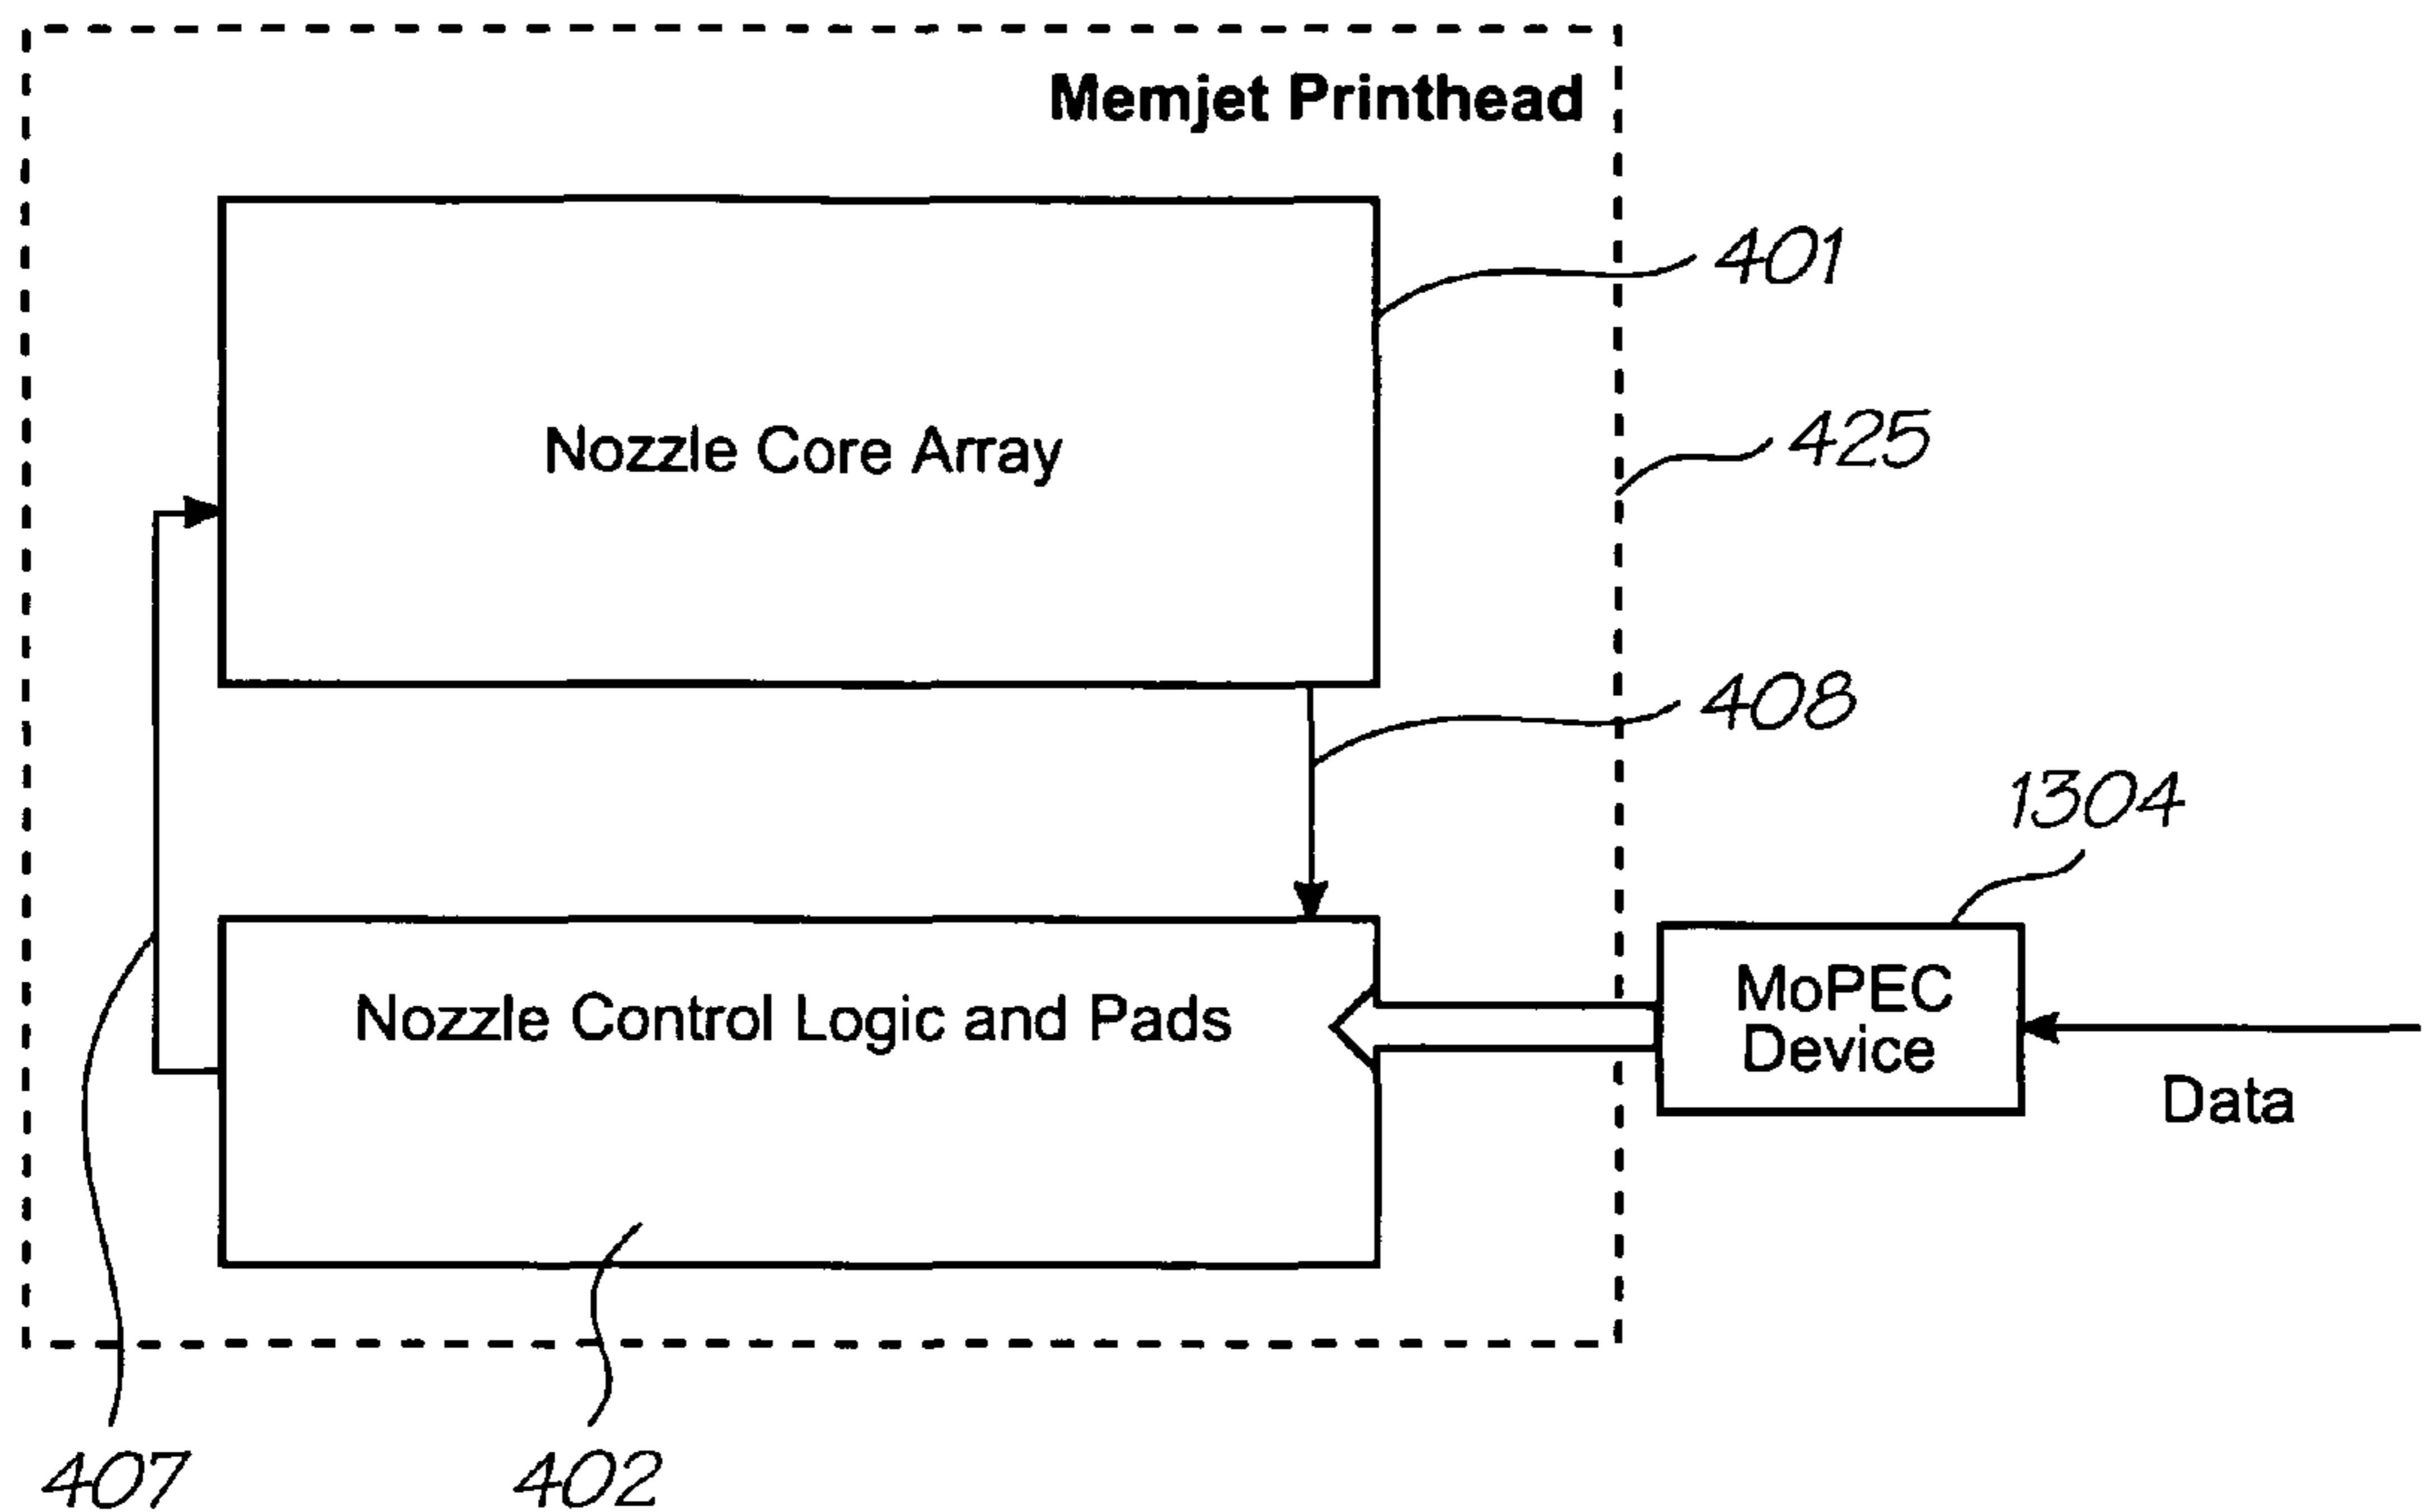 Memjet Printhead
401
Nozzle Core Array
425
408
1304
Nozzle Control Logic and Pads
MoPEC
Device
Data
407
402